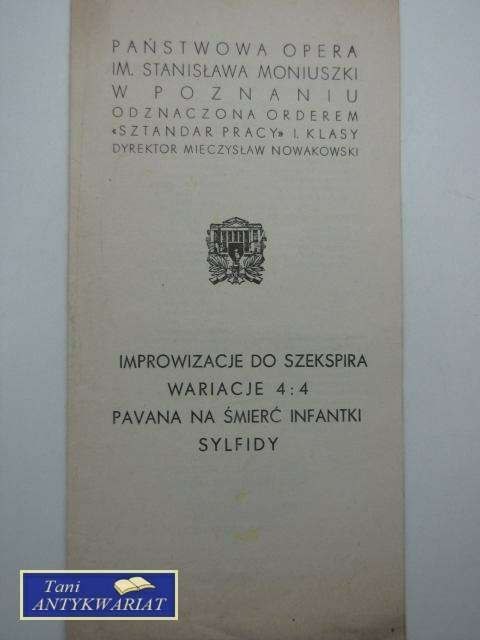 PAŃSTWOWA OPERA
IM. STANISŁAWA MONIUSZKI
W POZNANIU
ODZNACZONA ORDEREM
«SZTANDAR PRACY» I. KLASY
DYREKTOR MIECZYSŁAW NOWAKOWSKI
IMPROWIZACJE DO SZEKSPIRA
WARIACJE 4:4
PAVANA NA ŚMIERĆ INFANTKI
SYLFIDY
Tani
ANTYKWARIAT